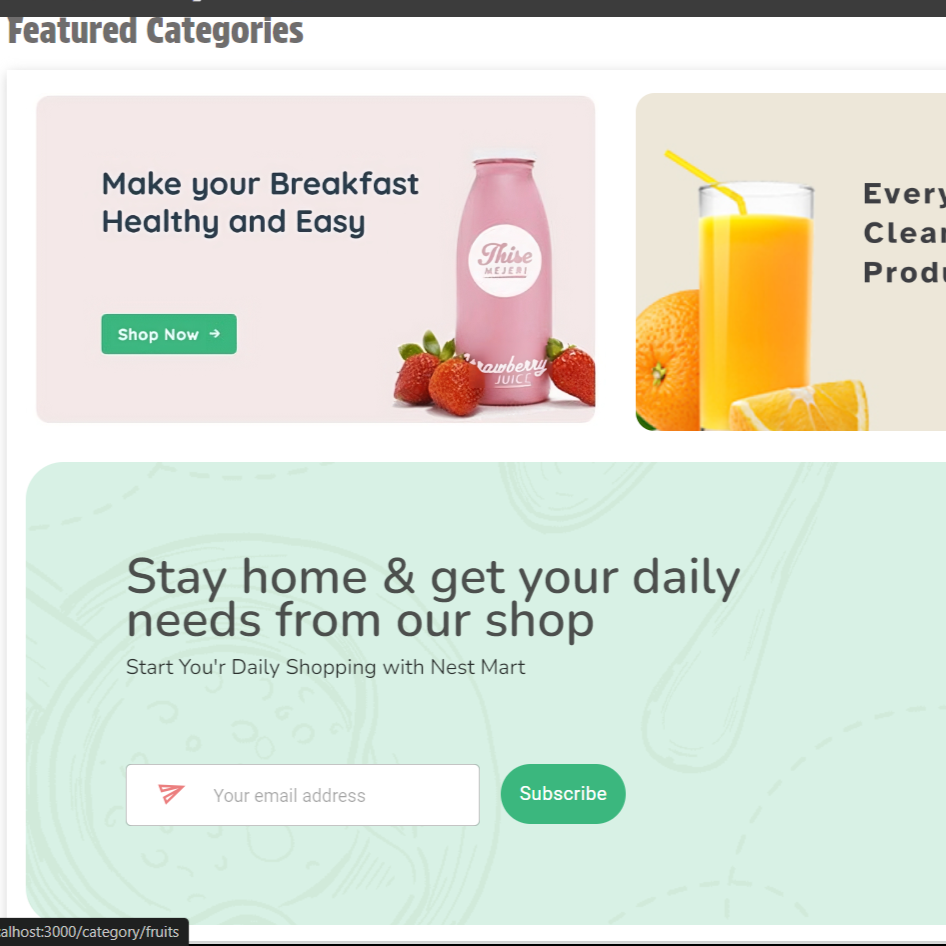 Featured Categories
Make your Breakfast
Healthy and Easy
Shop Now
Thise
MEJERI
Strawberry
JUICE
Every
Clean
Produ
Stay home & get your daily
needs from our shop
Start You'r Daily Shopping with Nest Mart
Your email address
Subscribe
alhost:3000/category/fruits